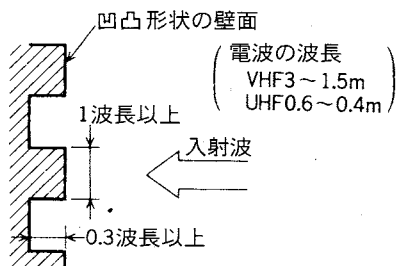 凹凸形状の壁面
電波の波長
VHF3～1.5m
UHF0.6～0.4m
1波長以上
入射波
0.3波長以上